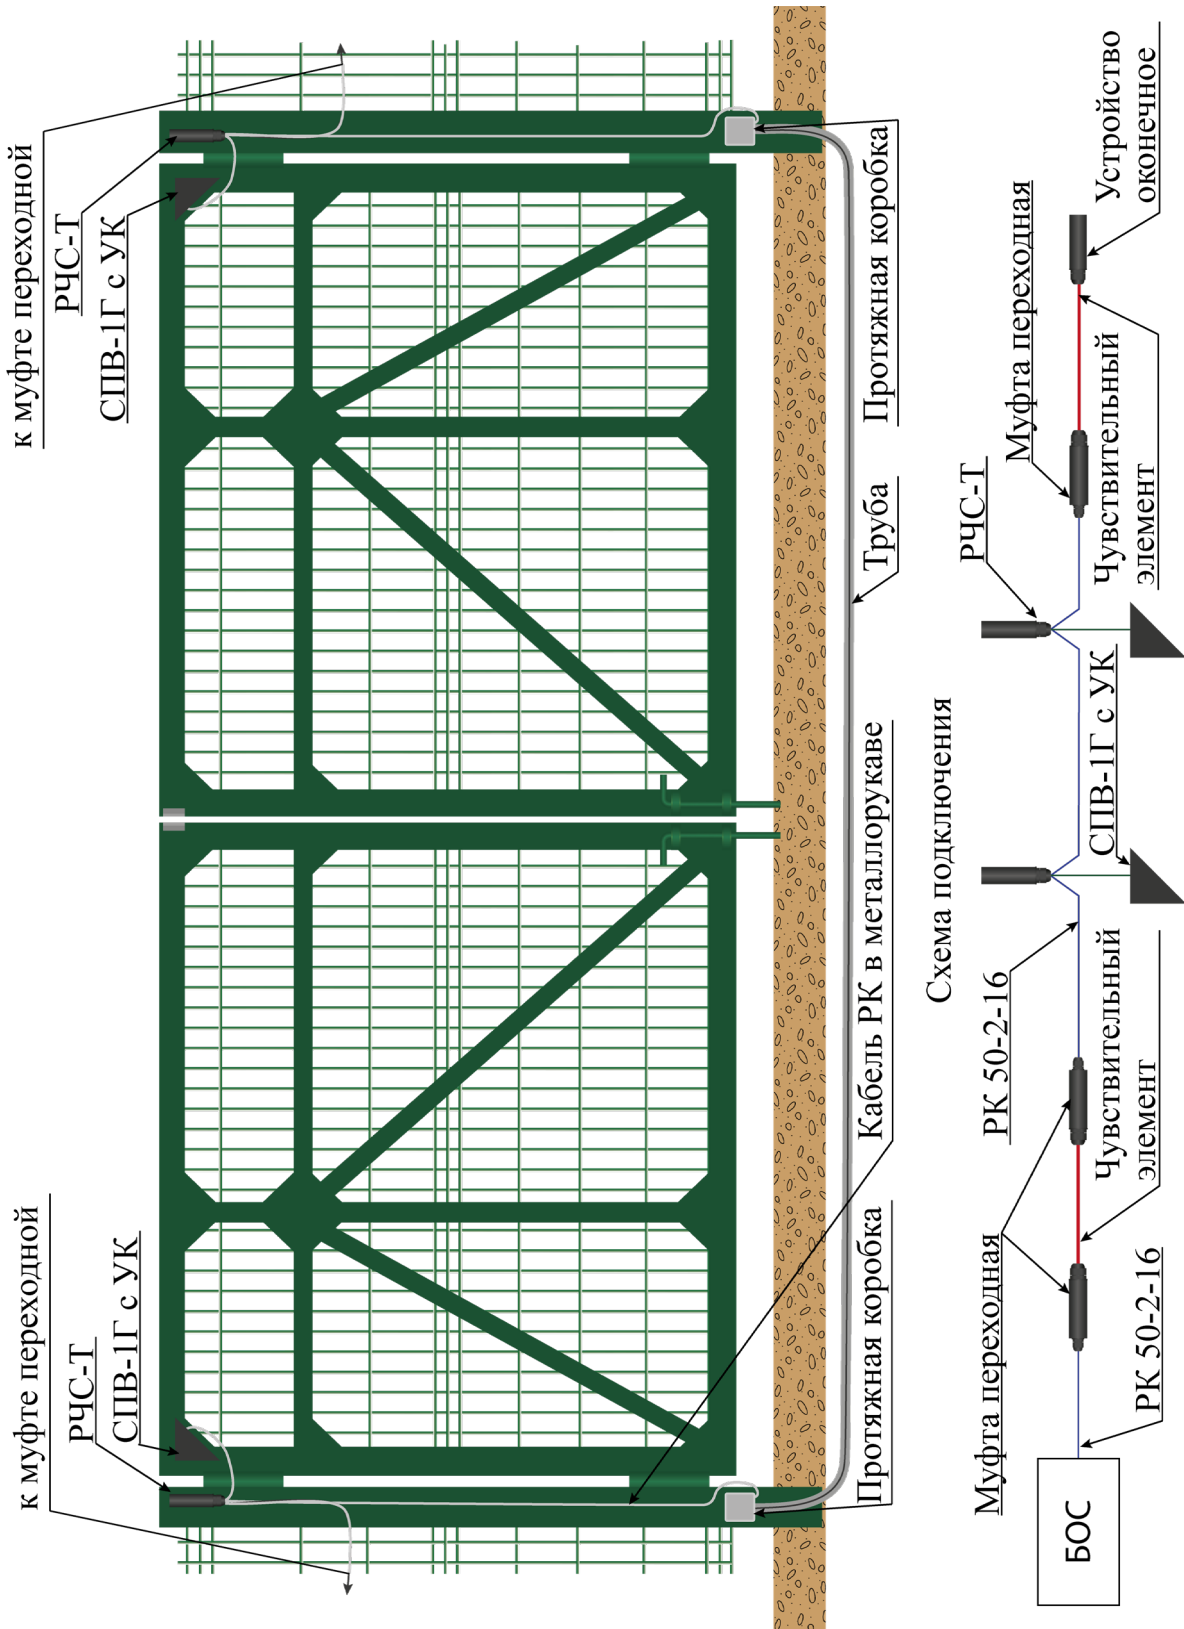 к муфте переходной
РЧС-Т
СПВ-1Г с УК
к муфте переходной
РЧС-Т
СПВ-1Г с УК
Протяжная коробка
Кабель РК в металлорукаве
Труба
Протяжная коробка
Схема подключения
БОС
РК 50-2-16
Муфта переходная
Чувствительный
элемент
РК 50-2-16
СПВ-1Г с УК
РЧС-Т
Чувствительный
элемент
Муфта переходная
Устройство
оконечное